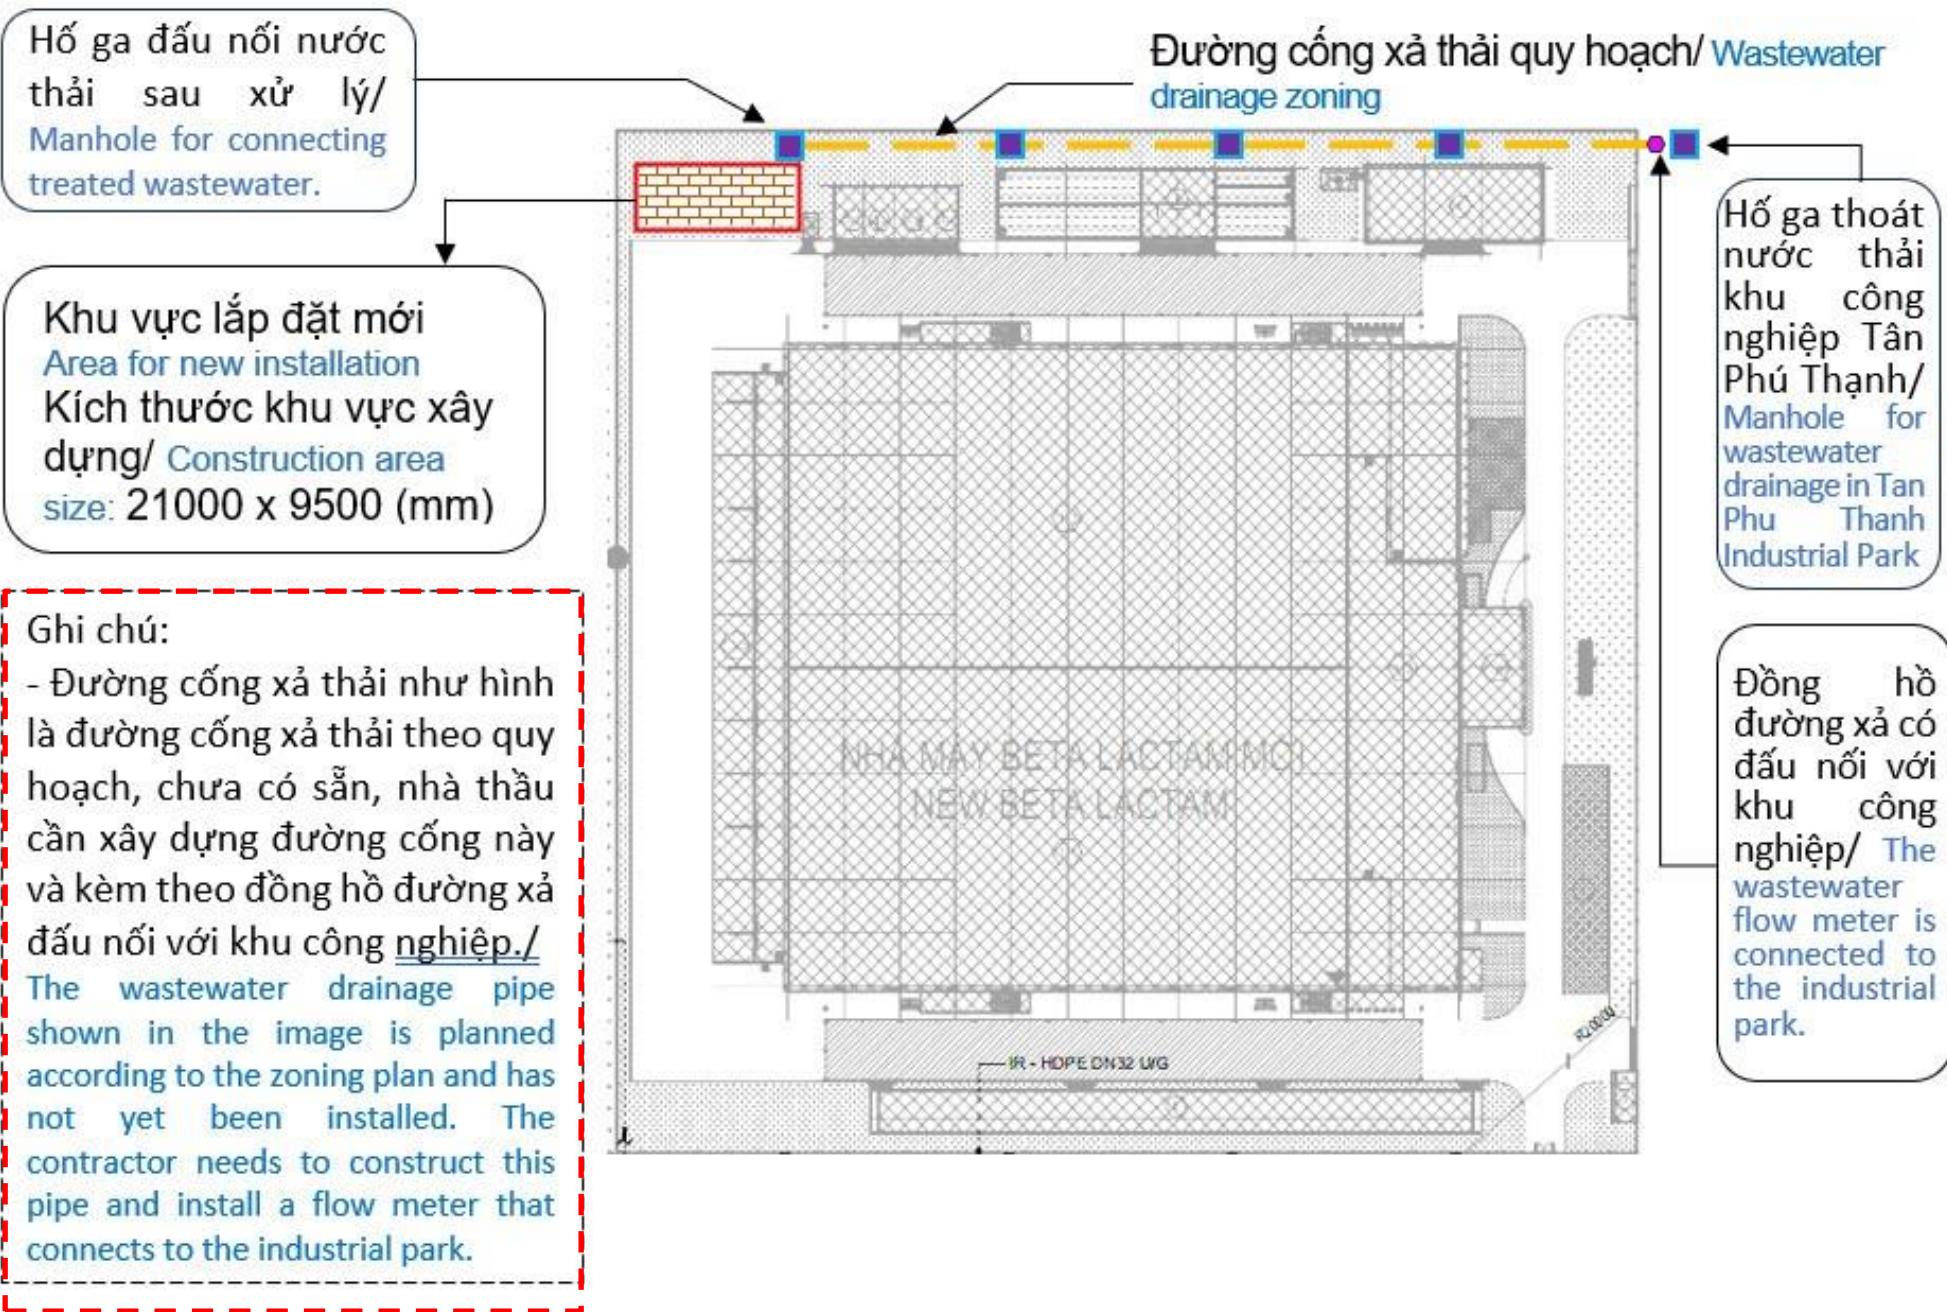 Hố ga đấu nối nước
thải sau xử lý/
Manhole for connecting
treated wastewater.
Đường cống xả thải quy hoạch/ Wastewater
drainage zoning
Khu vực lắp đặt mới
Area for new installation
Kích thước khu vực xây
dựng/ Construction area
size: 21000 x 9500 (mm)
Hố ga thoát
nước thải
khu công
nghiệp Tân
Phú Thạnh/
Manhole for
wastewater
drainage in Tan
Phu Thanh
Industrial Park
Ghi chú:
- Đường cống xả thải như hình
là đường cống xả thải theo quy
hoạch, chưa có sẵn, nhà thầu
cần xây dựng đường cống này
và kèm theo đồng hồ đường xả
đấu nối với khu công nghiệp./
The wastewater drainage pipe
shown in the image is planned
according to the zoning plan and has
not yet been installed. The
contractor needs to construct this
pipe and install a flow meter that
connects to the industrial park.
Đồng hồ
đường xả có
đấu nối với
khu công
nghiệp/ The
wastewater
flow meter is
connected to
the industrial
park.
NHÀ MÁY BETA LACTAM MỚI
NEW BETA LACTAM
IR - HDPE DN32 U/G